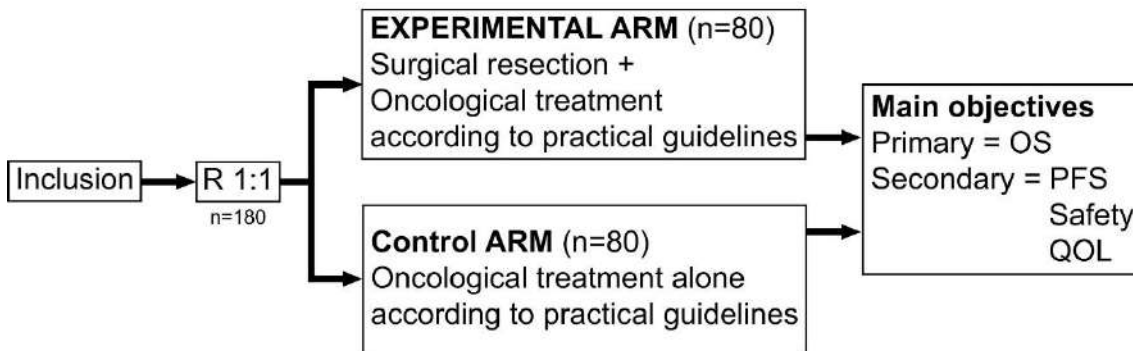 Inclusion
R 1:1
n=180
EXPERIMENTAL ARM (n=80)
Surgical resection +
Oncological treatment
according to practical guidelines
Control ARM (n=80)
Oncological treatment alone
according to practical guidelines
Main objectives
Primary = OS
Secondary = PFS
Safety
QOL